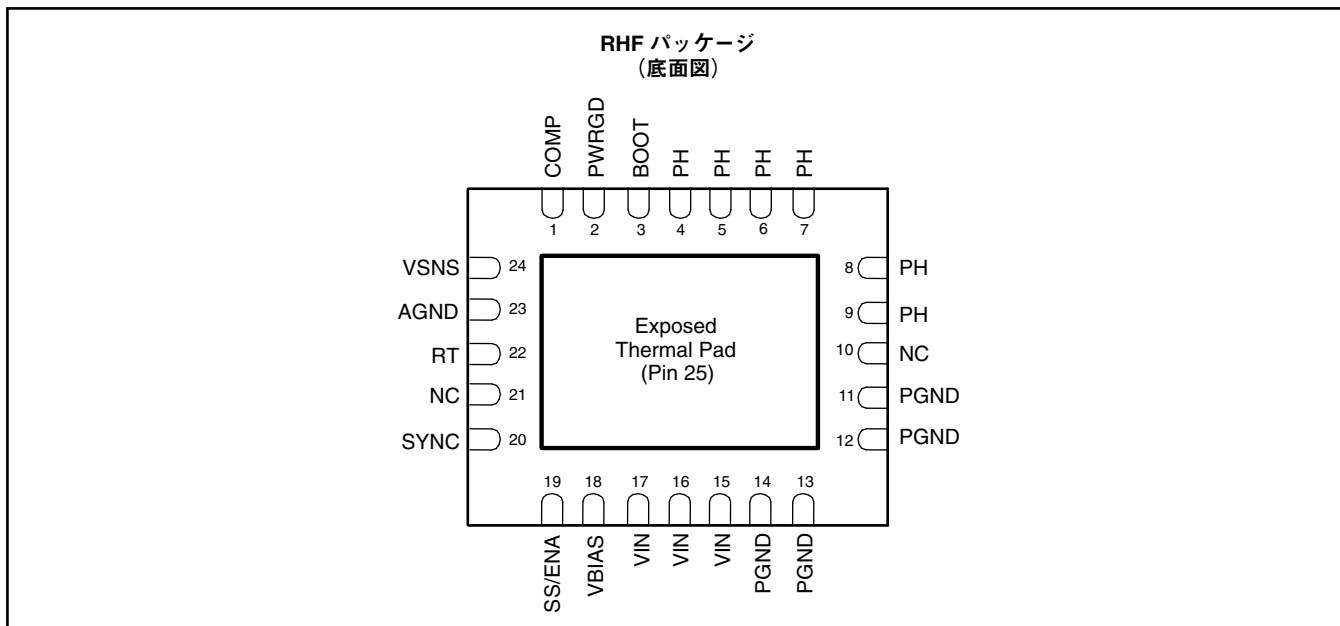 RHF パッケージ
(底面図)
COMP
PWRGD
BOOT
PH
PH
PH
PH
1
2
3
4
5
6
7
VSNS 24
AGND 23
RT 22
NC 21
SYNC 20
Exposed
Thermal Pad
(Pin 25)
8 PH
9 PH
10 NC
11 PGND
12 PGND
19
18
17
16
15
14
13
SS/ENA
VBIAS
VIN
VIN
VIN
PGND
PGND